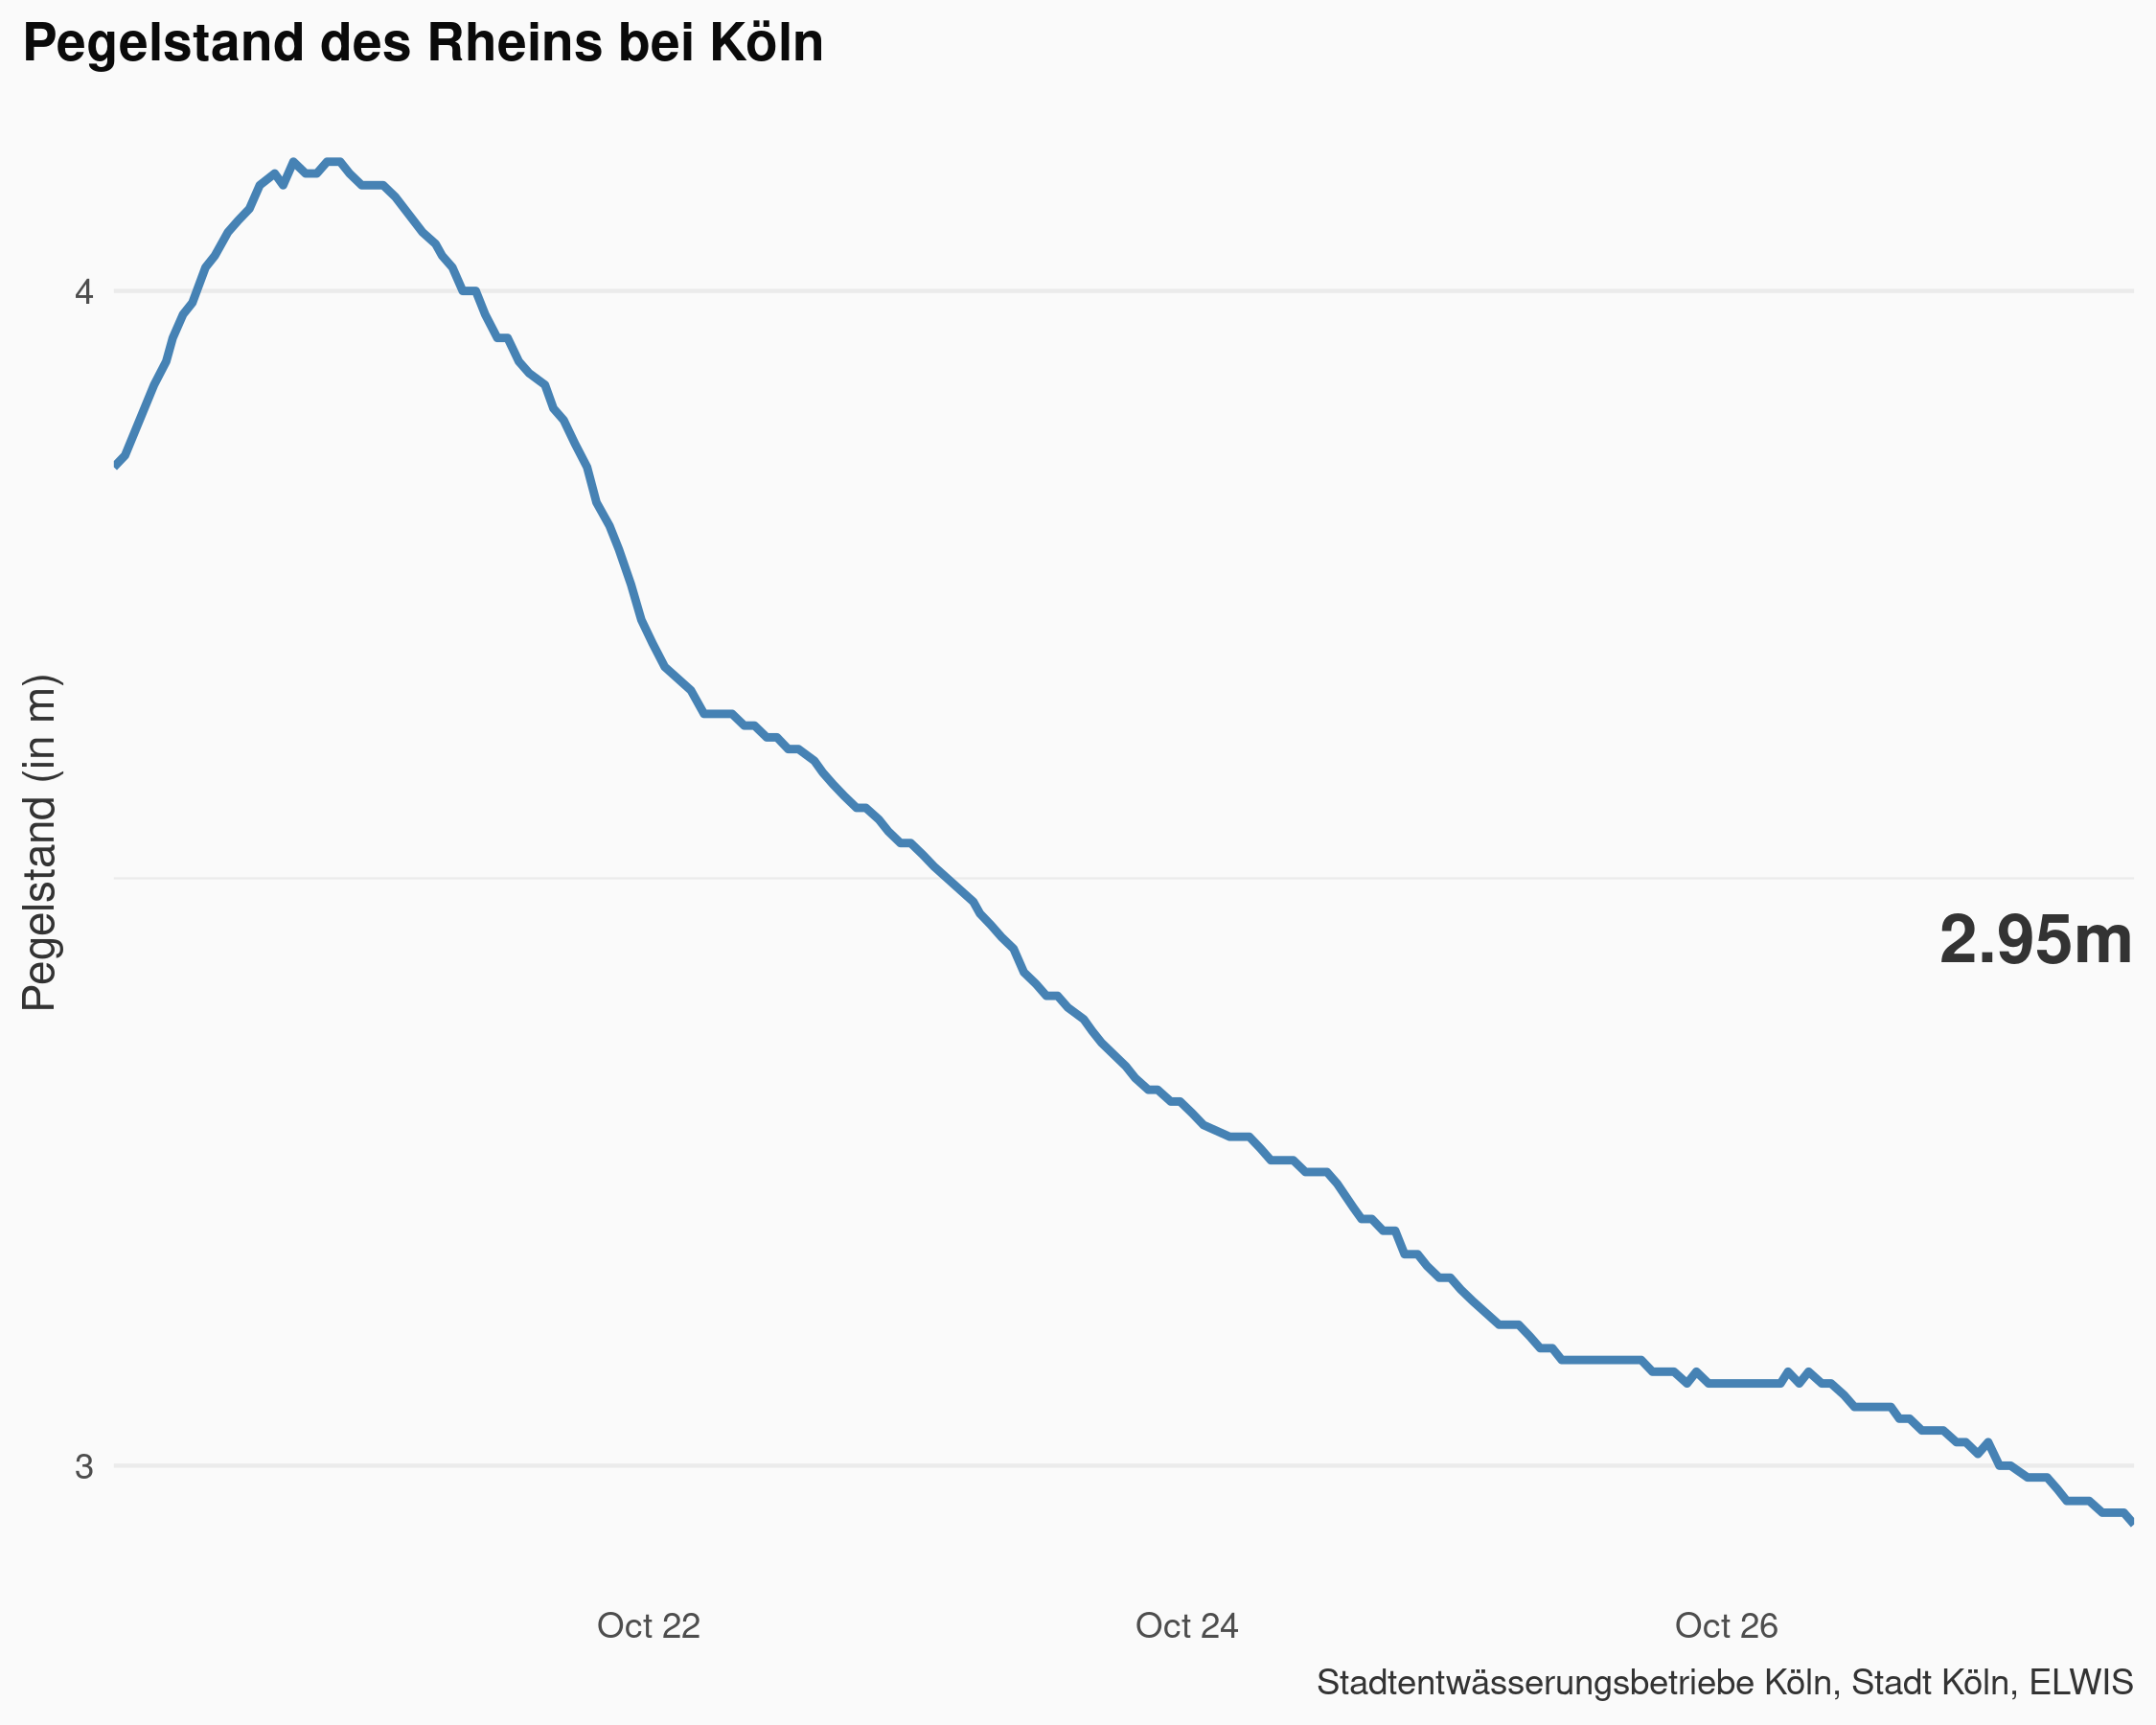 Pegelstand des Rheins bei Köln
4
Pegelstand (in m)
2.95m
3
Oct 22
Oct 24
Oct 26
Stadtentwässerungsbetriebe Köln, Stadt Köln, ELWIS